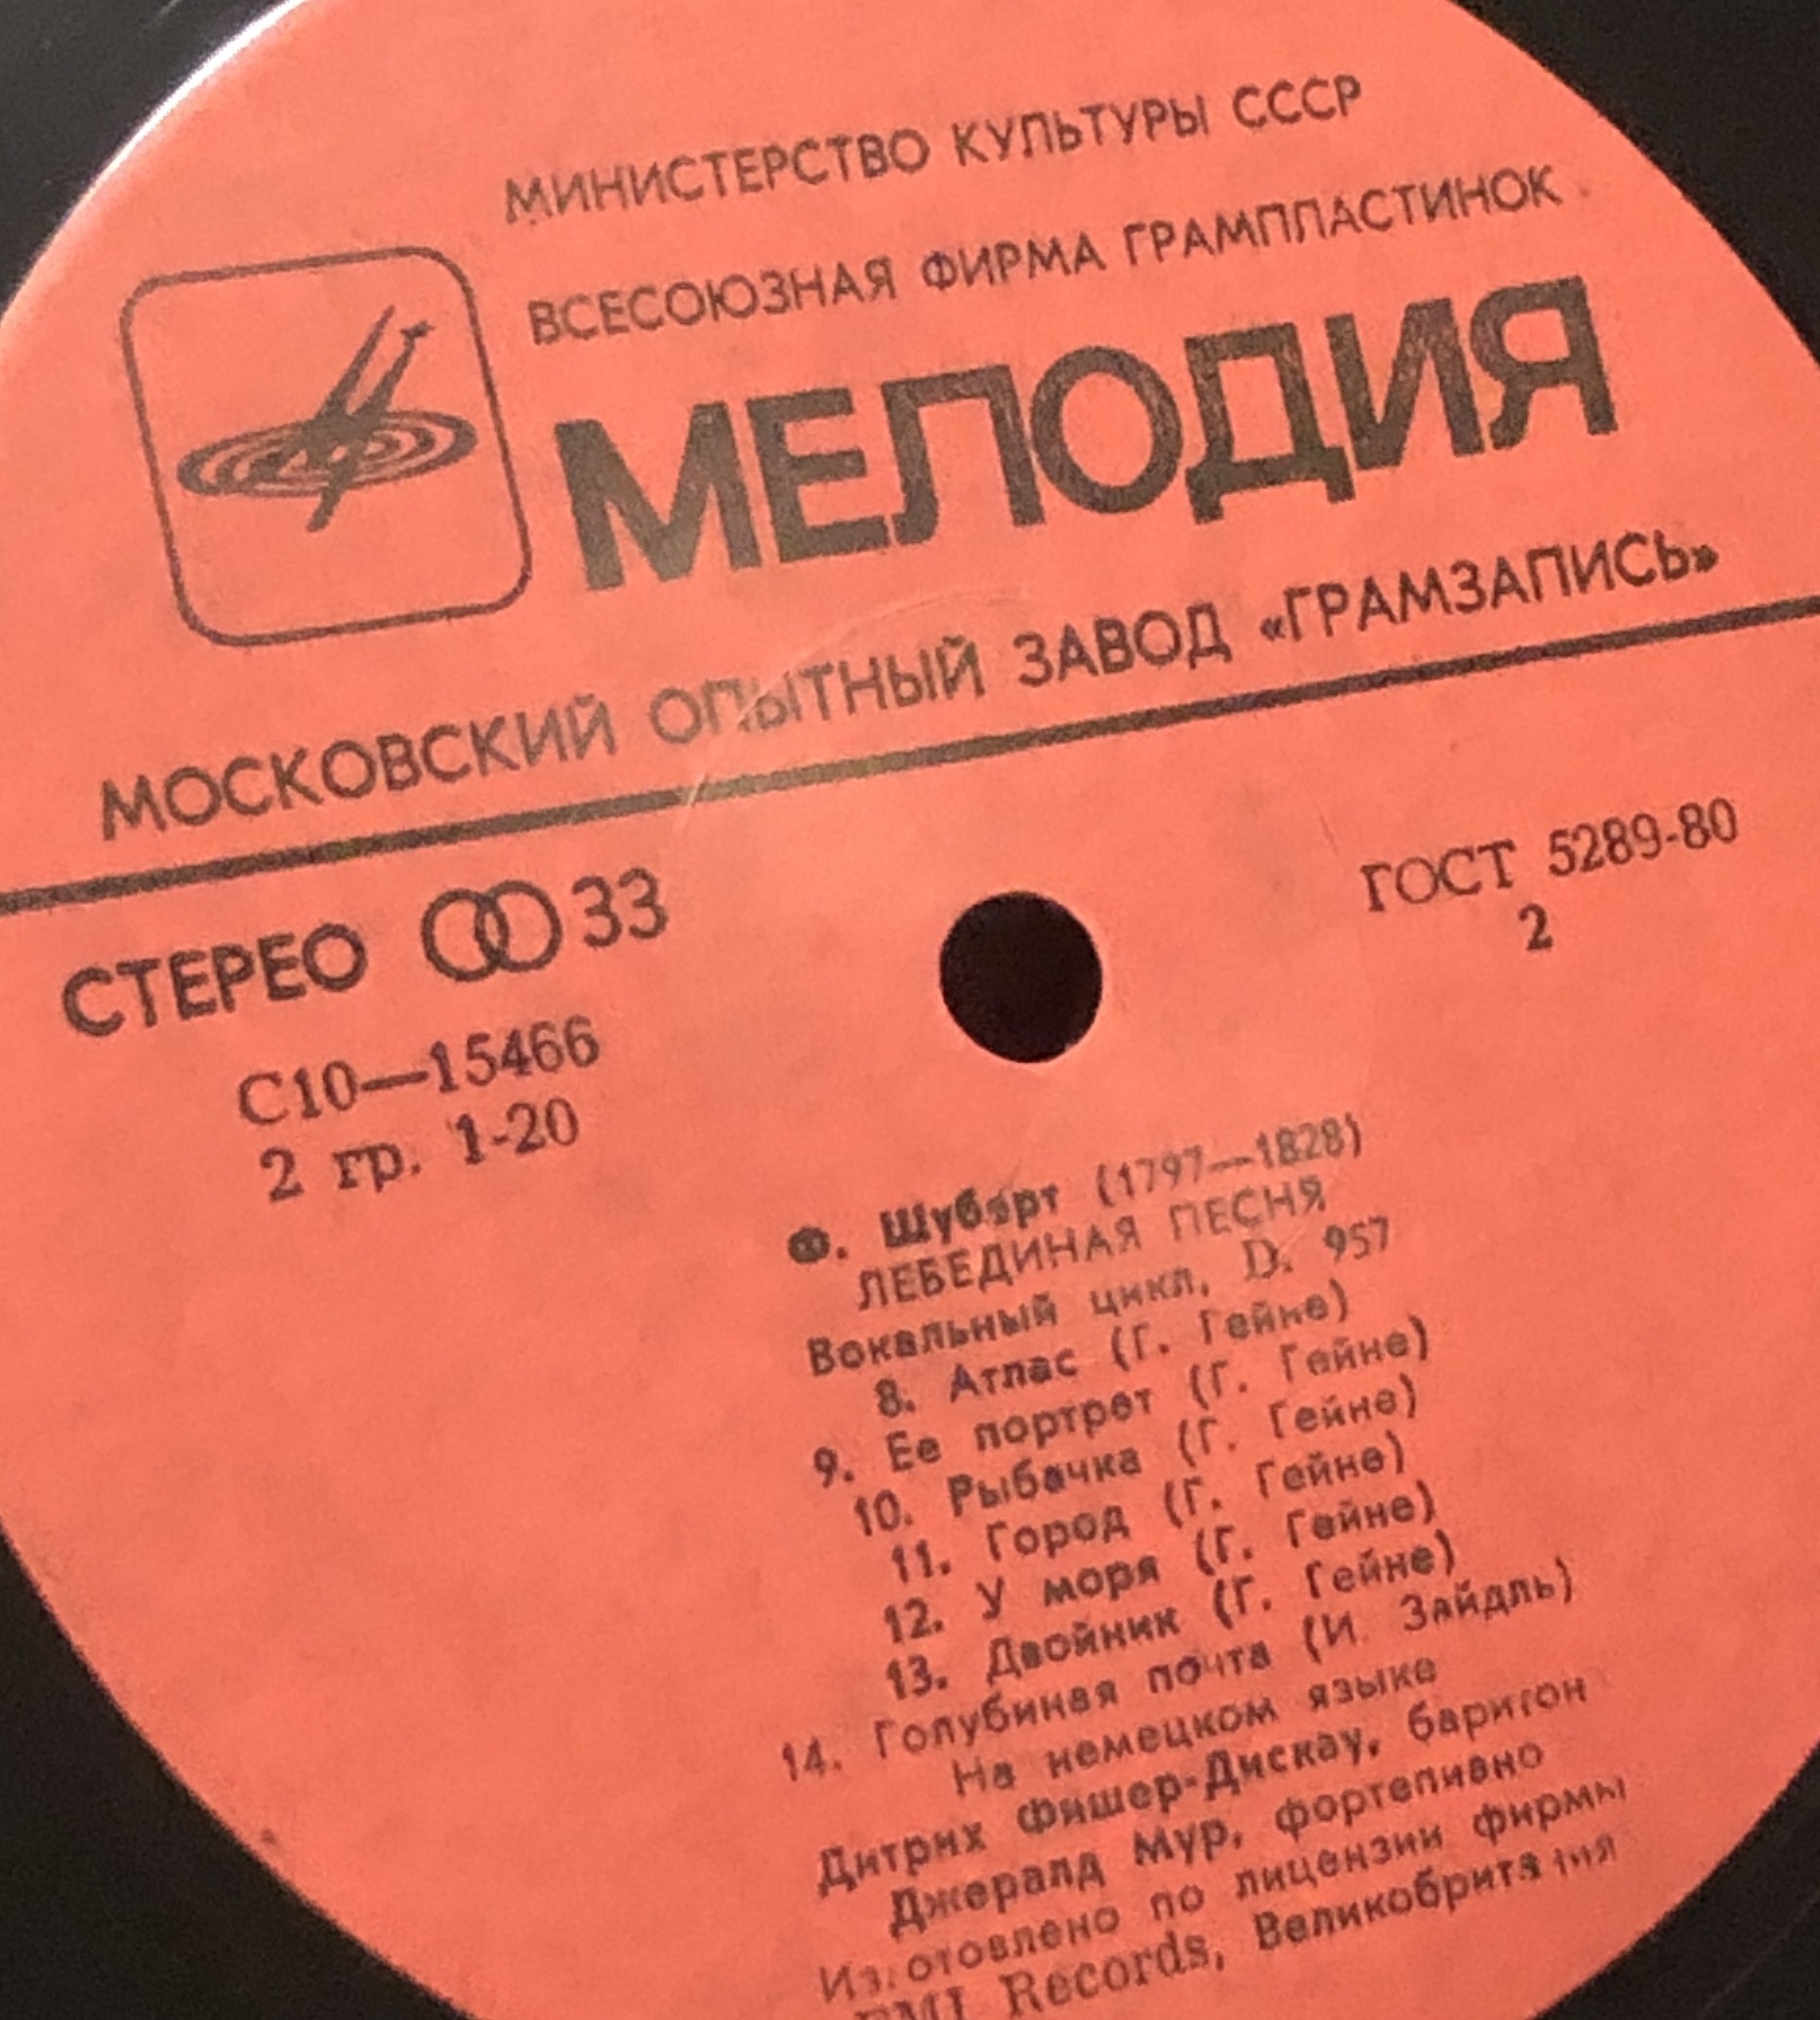 МИНИСТЕРСТВО КУЛЬТУРЫ СССР
ВСЕСОЮЗНАЯ ФИРМА ГРАМПЛАСТИНОК
МЕЛОДИЯ
МОСКОВСКИЙ ОПЫТНЫЙ ЗАВОД «ГРАМЗАПИСЬ»
СТЕРЕО 33
ГОСТ 5289-80
2
С10—15466
2 гр. 1-20
Ф. Шуберт (1797—1828)
ЛЕБЕДИНАЯ ПЕСНЯ
Вокальный цикл, D. 957
8. Атлас (Г. Гейне)
9. Ее портрет (Г. Гейне)
10. Рыбачка (Г. Гейне)
11. Город (Г. Гейне)
12. У моря (Г. Гейне)
13. Двойник (Г. Гейне)
14. Голубиная почта (И. Зайдль)
На немецком языке
Дитрих Фишер-Дискау, баритон
Джералд Мур, фортепиано
Изготовлено по лицензии фирмы
EMI Records, Великобритания